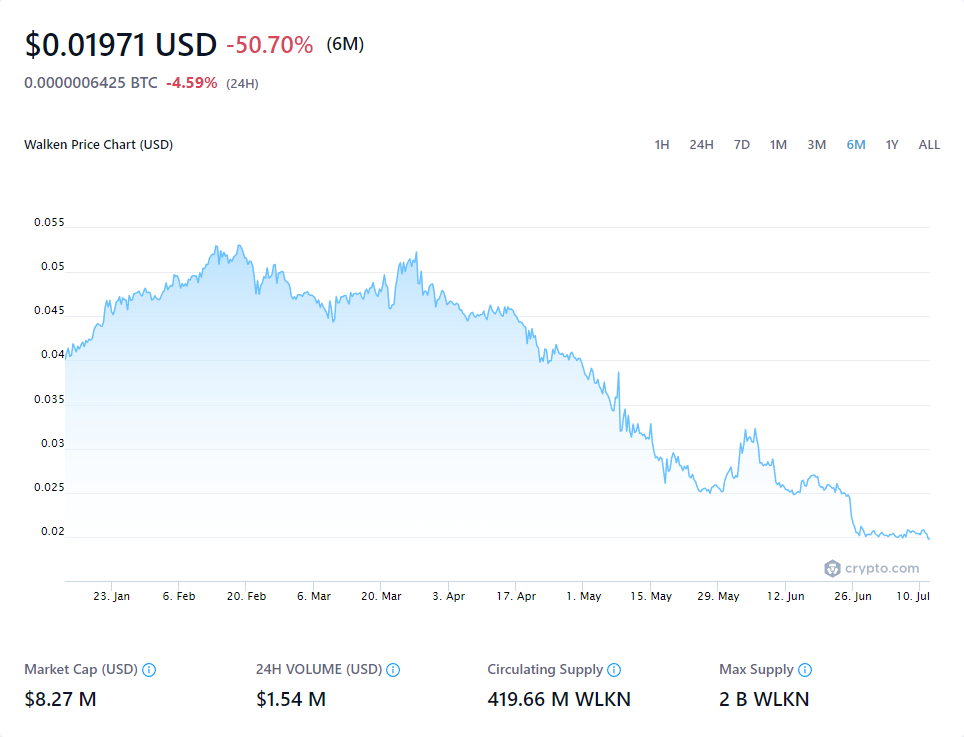 $0.01971 USD -50.70% (6M)
0.0000006425 BTC -4.59% (24H)
Walken Price Chart (USD)
1H 24H 7D 1M 3M 6M 1Y ALL
0.055
0.05
0.045
0.04
0.035
0.03
0.025
0.02
crypto.com
23. Jan 6. Feb 20. Feb 6. Mar 20. Mar 3. Apr 17. Apr 1. May 15. May 29. May 12. Jun 26. Jun 10. Jul
Market Cap (USD) 24H VOLUME (USD) Circulating Supply Max Supply
$8.27 M $1.54 M 419.66 M WLKN 2 B WLKN